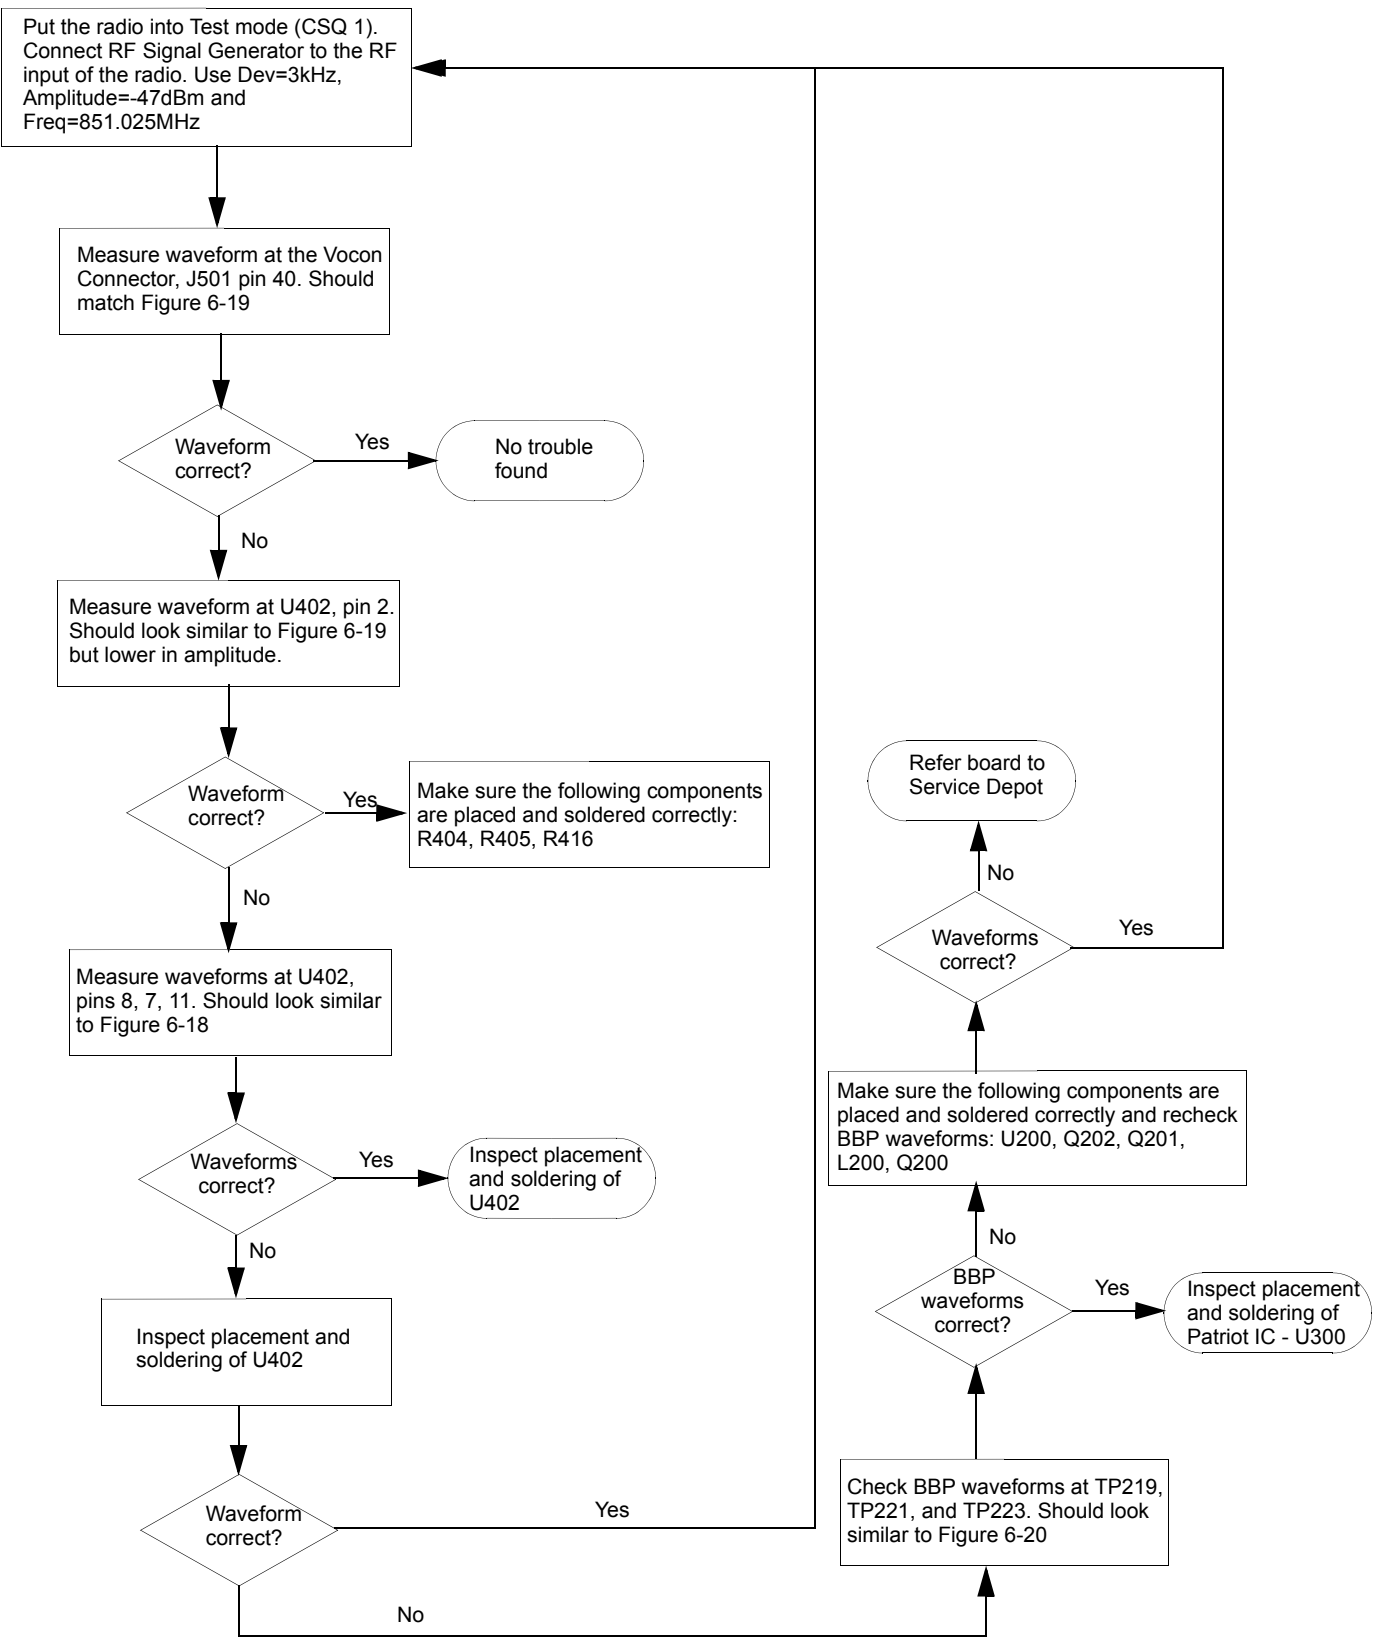 Put the radio into Test mode (CSQ 1).
Connect RF Signal Generator to the RF
input of the radio. Use Dev=3kHz,
Amplitude=-47dBm and
Freq=851.025MHz
Measure waveform at the Vocon
Connector, J501 pin 40. Should
match Figure 6-19
Waveform
correct?
Yes
No trouble
found
No
Measure waveform at U402, pin 2.
Should look similar to Figure 6-19
but lower in amplitude.
Waveform
correct?
Yes
Make sure the following components
are placed and soldered correctly:
R404, R405, R416
No
Measure waveforms at U402,
pins 8, 7, 11. Should look similar
to Figure 6-18
Waveforms
correct?
Yes
Inspect placement
and soldering of
U402
No
Inspect placement and
soldering of U402
Waveform
correct?
Yes
No
Check BBP waveforms at TP219,
TP221, and TP223. Should look
similar to Figure 6-20
BBP
waveforms
correct?
Yes
Inspect placement
and soldering of
Patriot IC - U300
No
Make sure the following components are
placed and soldered correctly and recheck
BBP waveforms: U200, Q202, Q201,
L200, Q200
Waveforms
correct?
Yes
No
Refer board to
Service Depot